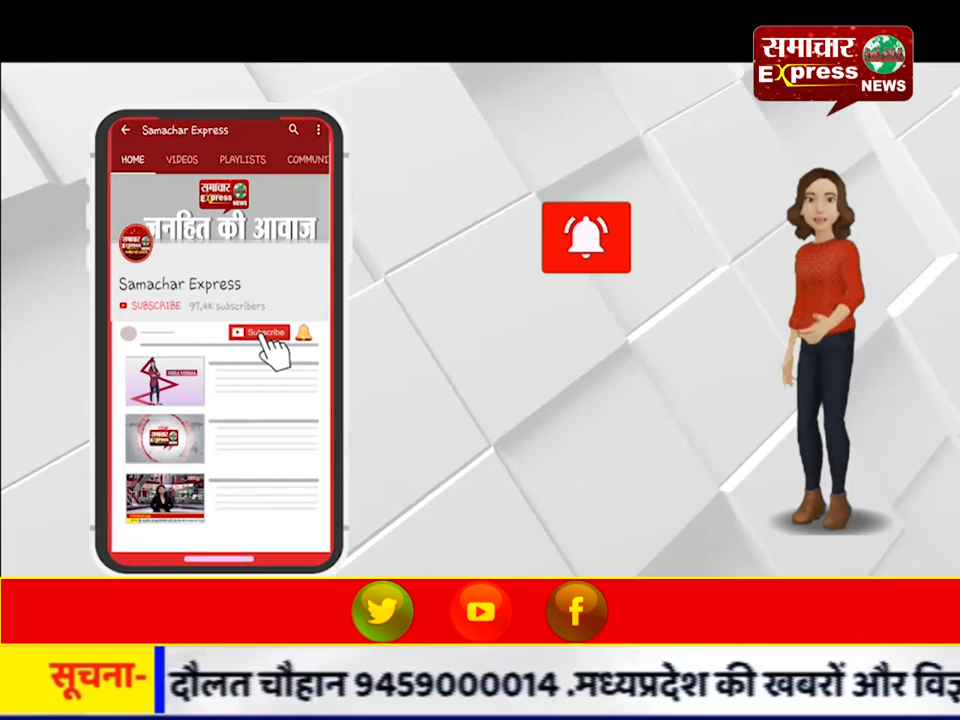 समाचार
Express
NEWS
Samachar Express
HOME VIDEOS PLAYLISTS COMMUNI
समाचार
Express
NEWS
जनहित की आवाज
Samachar Express
SUBSCRIBE 97.4K subscribers
Subscribe
सूचना- दौलत चौहान 9459000014 .मध्यप्रदेश की खबरों और विज्ञ